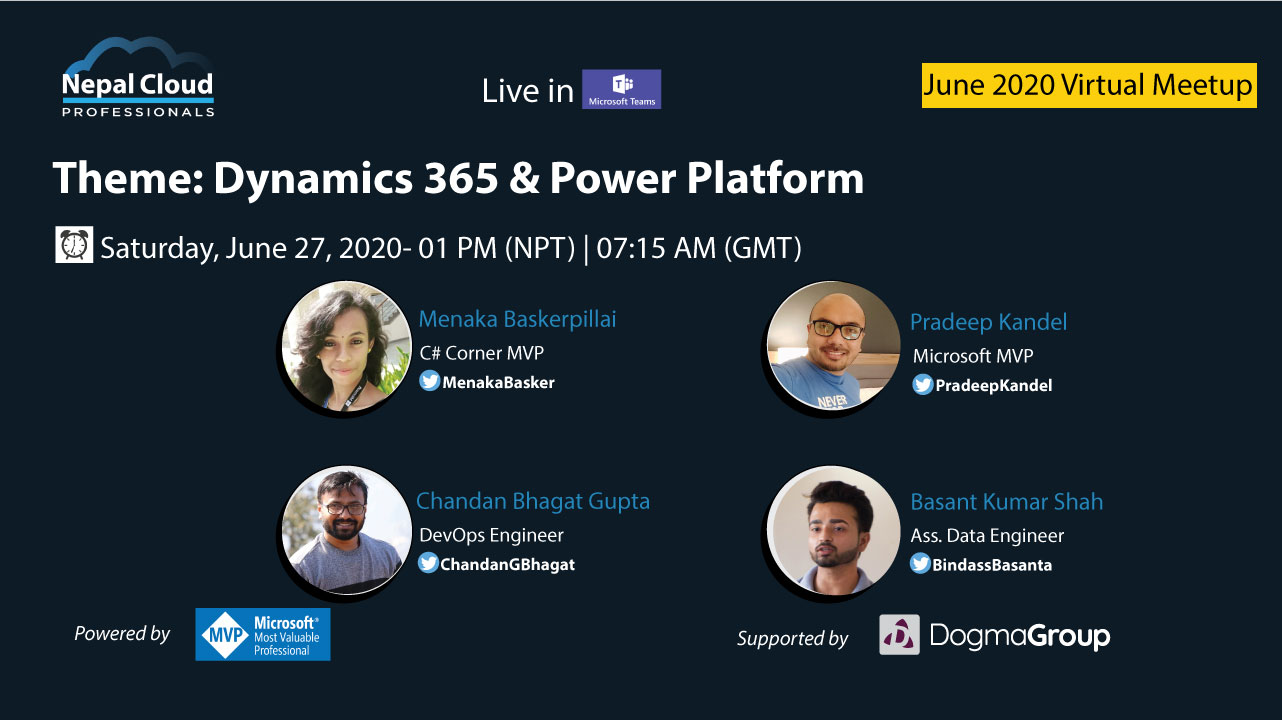 Nepal Cloud
PROFESSIONALS
Live in
Microsoft Teams
June 2020 Virtual Meetup
Theme: Dynamics 365 & Power Platform
Saturday, June 27, 2020- 01 PM (NPT) | 07:15 AM (GMT)
Menaka Baskerpillai
C# Corner MVP
MenakaBasker
Pradeep Kandel
Microsoft MVP
PradeepKandel
NEVER
Chandan Bhagat Gupta
DevOps Engineer
ChandanGBhagat
Basant Kumar Shah
Ass. Data Engineer
BindassBasanta
Powered by
MVP
Microsoft®
Most Valuable
Professional
Supported by
DogmaGroup